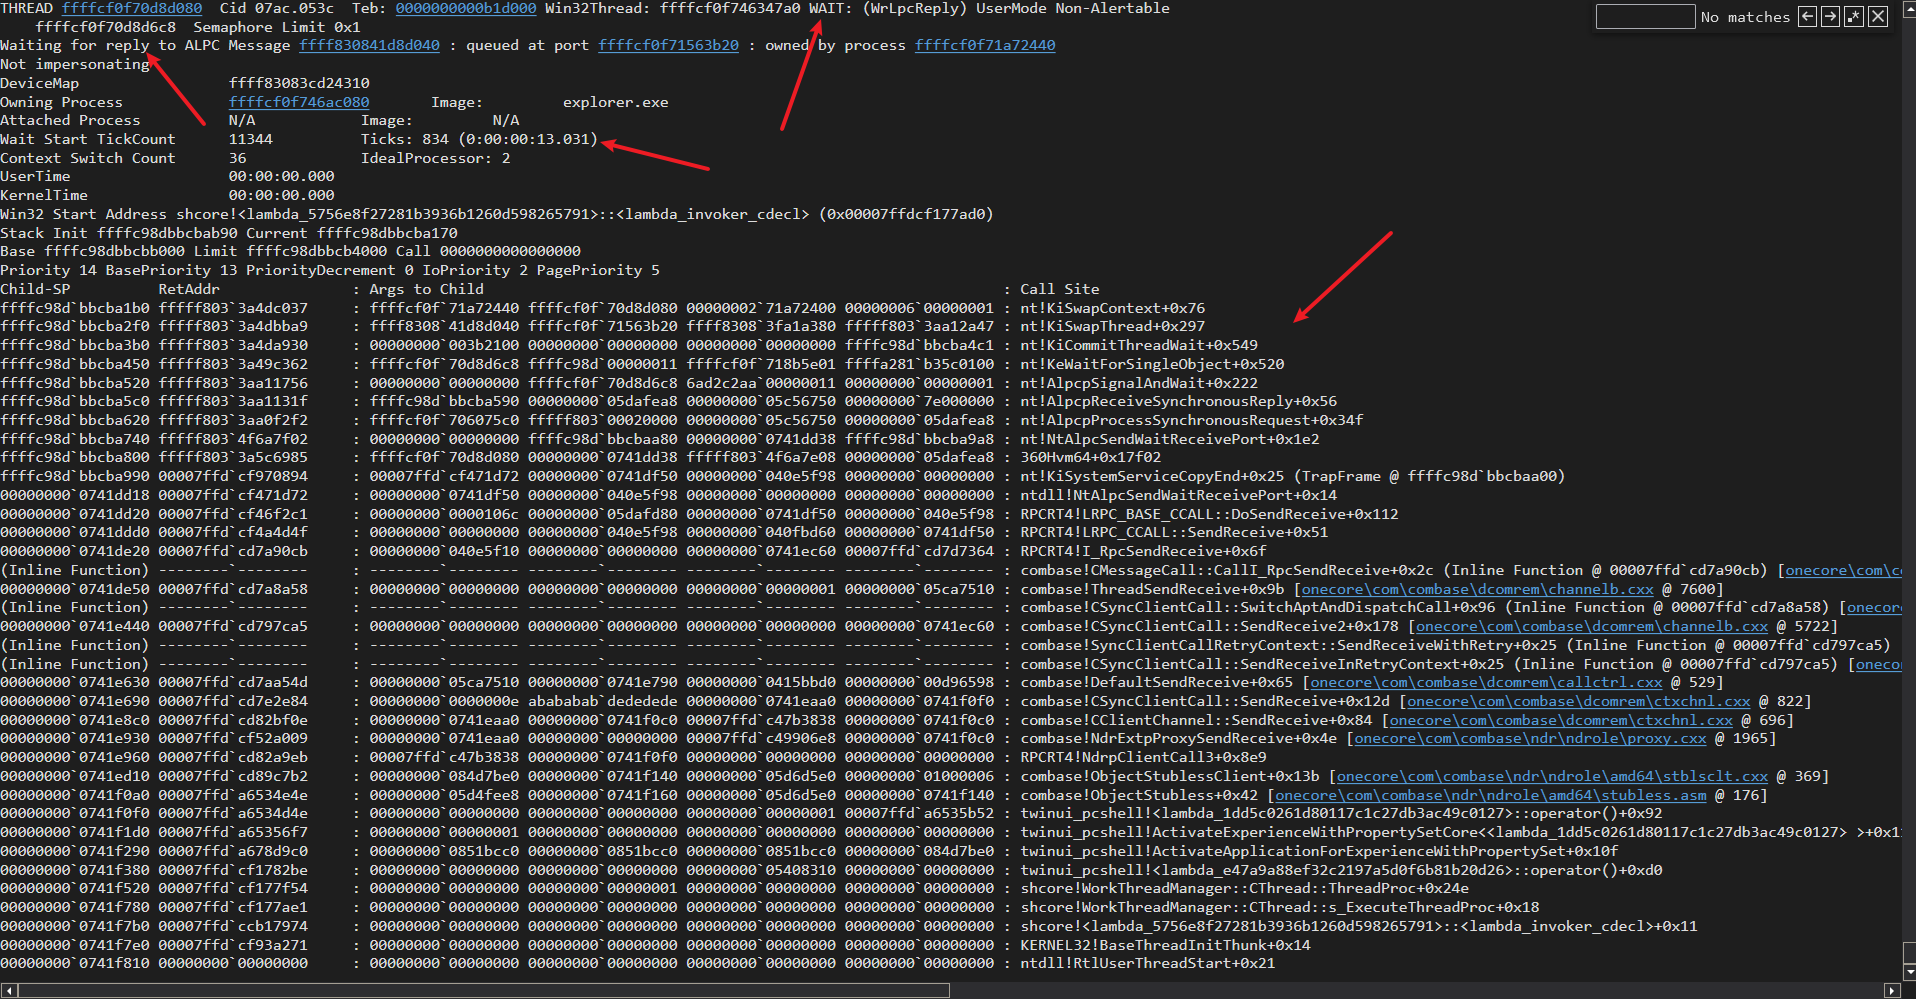 THREAD ffffcf0f70d8d080  Cid 07ac.053c  Teb: 0000000000b1d000 Win32Thread: ffffcf0f746347a0 WAIT: (WrLpcReply) UserMode Non-Alertable
No matches
ffffcf0f70d8d6c8  Semaphore Limit 0x1
Waiting for reply to ALPC Message ffff830841d8d040 : queued at port ffffcf0f71563b20 : owned by process ffffcf0f71a72440
Not impersonating
DeviceMap                 ffff83083cd24310
Owning Process            ffffcf0f746ac080       Image:         explorer.exe
Attached Process          N/A            Image:         N/A
Wait Start TickCount      11344          Ticks: 834 (0:00:00:13.031)
Context Switch Count      36             IdealProcessor: 2
UserTime                  00:00:00.000
KernelTime                00:00:00.000
Win32 Start Address shcore!<lambda_5756e8f27281b3936b1260d598265791>::<lambda_invoker_cdecl> (0x00007ffdcf177ad0)
Stack Init ffffc98dbbcbab90 Current ffffc98dbbcba170
Base ffffc98dbbcbb000 Limit ffffc98dbbcb4000 Call 0000000000000000
Priority 14 BasePriority 13 PriorityDecrement 0 IoPriority 2 PagePriority 5
Child-SP          RetAddr               : Args to Child                                                           : Call Site
ffffc98d`bbcba1b0 fffff803`3a4dc037     : ffffcf0f`71a72440 ffffcf0f`70d8d080 00000002`71a72400 00000006`00000001 : nt!KiSwapContext+0x76
ffffc98d`bbcba2f0 fffff803`3a4dbba9     : ffff8308`41d8d040 ffffcf0f`71563b20 ffff8308`3fa1a380 fffff803`3aa12a47 : nt!KiSwapThread+0x297
ffffc98d`bbcba3b0 fffff803`3a4da930     : 00000000`003b2100 00000000`00000000 00000000`00000000 ffffc98d`bbcba4c1 : nt!KiCommitThreadWait+0x549
ffffc98d`bbcba450 fffff803`3a49c362     : ffffcf0f`70d8d6c8 ffffc98d`00000011 ffffcf0f`718b5e01 ffffa281`b35c0100 : nt!KeWaitForSingleObject+0x520
ffffc98d`bbcba520 fffff803`3aa11756     : 00000000`00000000 ffffcf0f`70d8d6c8 6ad2c2aa`00000011 00000000`00000001 : nt!AlpcpSignalAndWait+0x222
ffffc98d`bbcba5c0 fffff803`3aa1131f     : ffffc98d`bbcba590 00000000`05dafea8 00000000`05c56750 00000000`7e000000 : nt!AlpcpReceiveSynchronousReply+0x56
ffffc98d`bbcba620 fffff803`3aa0f2f2     : ffffcf0f`706075c0 fffff803`00020000 00000000`05c56750 00000000`05dafea8 : nt!AlpcpProcessSynchronousRequest+0x34f
ffffc98d`bbcba740 fffff803`4f6a7f02     : 00000000`00000000 ffffc98d`bbcbaa80 00000000`0741dd38 ffffc98d`bbcba9a8 : nt!NtAlpcSendWaitReceivePort+0x1e2
ffffc98d`bbcba800 fffff803`3a5c6985     : ffffcf0f`70d8d080 00000000`0741dd38 fffff803`4f6a7e08 00000000`05dafea8 : 360Hvm64+0x17f02
ffffc98d`bbcba990 00007ffd`cf970894     : 00007ffd`cf471d72 00000000`0741df50 00000000`040e5f98 00000000`00000000 : nt!KiSystemServiceCopyEnd+0x25 (TrapFrame @ ffffc98d`bbcbaa00)
00000000`0741dd18 00007ffd`cf471d72     : 00000000`0741df50 00000000`040e5f98 00000000`00000000 00000000`00000000 : ntdll!NtAlpcSendWaitReceivePort+0x14
00000000`0741dd20 00007ffd`cf46f2c1     : 00000000`0000106c 00000000`05dafd80 00000000`0741df50 00000000`040e5f98 : RPCRT4!LRPC_BASE_CCALL::DoSendReceive+0x112
00000000`0741ddd0 00007ffd`cf4a4d4f     : 00000000`00000000 00000000`040e5f98 00000000`040fbd60 00000000`0741df50 : RPCRT4!LRPC_CCALL::SendReceive+0x51
00000000`0741de20 00007ffd`cd7a90cb     : 00000000`040e5f10 00000000`00000000 00000000`0741ec60 00007ffd`cd7d7364 : RPCRT4!I_RpcSendReceive+0x6f
(Inline Function) --------`--------     : --------`-------- --------`-------- --------`-------- --------`-------- : combase!CMessageCall::CallI_RpcSendReceive+0x2c (Inline Function @ 00007ffd`cd7a90cb) [onecore\com\c
00000000`0741de50 00007ffd`cd7a8a58     : 00000000`00000000 00000000`00000000 00000000`00000001 00000000`05ca7510 : combase!ThreadSendReceive+0x9b [onecore\com\combase\dcomrem\channelb.cxx @ 7600]
(Inline Function) --------`--------     : --------`-------- --------`-------- --------`-------- --------`-------- : combase!CSyncClientCall::SwitchAptAndDispatchCall+0x96 (Inline Function @ 00007ffd`cd7a8a58) [onecor
00000000`0741e440 00007ffd`cd797ca5     : 00000000`00000000 00000000`00000000 00000000`00000000 00000000`0741ec60 : combase!CSyncClientCall::SendReceive2+0x178 [onecore\com\combase\dcomrem\channelb.cxx @ 5722]
(Inline Function) --------`--------     : --------`-------- --------`-------- --------`-------- --------`-------- : combase!SyncClientCallRetryContext::SendReceiveWithRetry+0x25 (Inline Function @ 00007ffd`cd797ca5)
(Inline Function) --------`--------     : --------`-------- --------`-------- --------`-------- --------`-------- : combase!CSyncClientCall::SendReceiveInRetryContext+0x25 (Inline Function @ 00007ffd`cd797ca5) [onecor
00000000`0741e630 00007ffd`cd7aa54d     : 00000000`05ca7510 00000000`0741e790 00000000`0415bbd0 00000000`00d96598 : combase!DefaultSendReceive+0x65 [onecore\com\combase\dcomrem\callctrl.cxx @ 529]
00000000`0741e690 00007ffd`cd7e2e84     : 00000000`0000000e abababab`dededede 00000000`0741eaa0 00000000`0741f0f0 : combase!CSyncClientCall::SendReceive+0x12d [onecore\com\combase\dcomrem\ctxchnl.cxx @ 822]
00000000`0741e8c0 00007ffd`cd82bf0e     : 00000000`0741eaa0 00000000`0741f0c0 00007ffd`c47b3838 00000000`0741f0c0 : combase!CClientChannel::SendReceive+0x84 [onecore\com\combase\dcomrem\ctxchnl.cxx @ 696]
00000000`0741e930 00007ffd`cf52a009     : 00000000`0741eaa0 00000000`00000000 00007ffd`c49906e8 00000000`0741f0c0 : combase!NdrExtpProxySendReceive+0x4e [onecore\com\combase\ndr\ndrole\proxy.cxx @ 1965]
00000000`0741e960 00007ffd`cd82a9eb     : 00007ffd`c47b3838 00000000`0741f0f0 00000000`00000000 00000000`00000000 : RPCRT4!NdrpClientCall3+0x8e9
00000000`0741ed10 00007ffd`cd89c7b2     : 00000000`084d7be0 00000000`0741f140 00000000`05d6d5e0 00000000`01000006 : combase!ObjectStublessClient+0x13b [onecore\com\combase\ndr\ndrole\amd64\stblsclt.cxx @ 369]
00000000`0741f0a0 00007ffd`a6534e4e     : 00000000`05d4fee8 00000000`0741f160 00000000`05d6d5e0 00000000`0741f140 : combase!ObjectStubless+0x42 [onecore\com\combase\ndr\ndrole\amd64\stubless.asm @ 176]
00000000`0741f0f0 00007ffd`a6534d4e     : 00000000`00000000 00000000`00000000 00000000`00000001 00007ffd`a6535b52 : twinui_pcshell!<lambda_1dd5c0261d80117c1c27db3ac49c0127>::operator()+0x92
00000000`0741f1d0 00007ffd`a65356f7     : 00000000`00000001 00000000`00000000 00000000`00000000 00000000`00000000 : twinui_pcshell!ActivateExperienceWithPropertySetCore<<lambda_1dd5c0261d80117c1c27db3ac49c0127> >+0x1
00000000`0741f290 00007ffd`a678d9c0     : 00000000`0851bcc0 00000000`0851bcc0 00000000`0851bcc0 00000000`084d7be0 : twinui_pcshell!ActivateApplicationForExperienceWithPropertySet+0x10f
00000000`0741f380 00007ffd`cf1782be     : 00000000`00000000 00000000`00000000 00000000`05408310 00000000`00000000 : twinui_pcshell!<lambda_e47a9a88ef32c2197a5d0f6b81b20d26>::operator()+0xd0
00000000`0741f520 00007ffd`cf177f54     : 00000000`00000000 00000000`00000001 00000000`00000000 00000000`00000000 : shcore!WorkThreadManager::CThread::ThreadProc+0x24e
00000000`0741f780 00007ffd`cf177ae1     : 00000000`00000000 00000000`00000000 00000000`00000000 00000000`00000000 : shcore!WorkThreadManager::CThread::s_ExecuteThreadProc+0x18
00000000`0741f7b0 00007ffd`ccb17974     : 00000000`00000000 00000000`00000000 00000000`00000000 00000000`00000000 : shcore!<lambda_5756e8f27281b3936b1260d598265791>::<lambda_invoker_cdecl>+0x11
00000000`0741f7e0 00007ffd`cf93a271     : 00000000`00000000 00000000`00000000 00000000`00000000 00000000`00000000 : KERNEL32!BaseThreadInitThunk+0x14
00000000`0741f810 00000000`00000000     : 00000000`00000000 00000000`00000000 00000000`00000000 00000000`00000000 : ntdll!RtlUserThreadStart+0x21